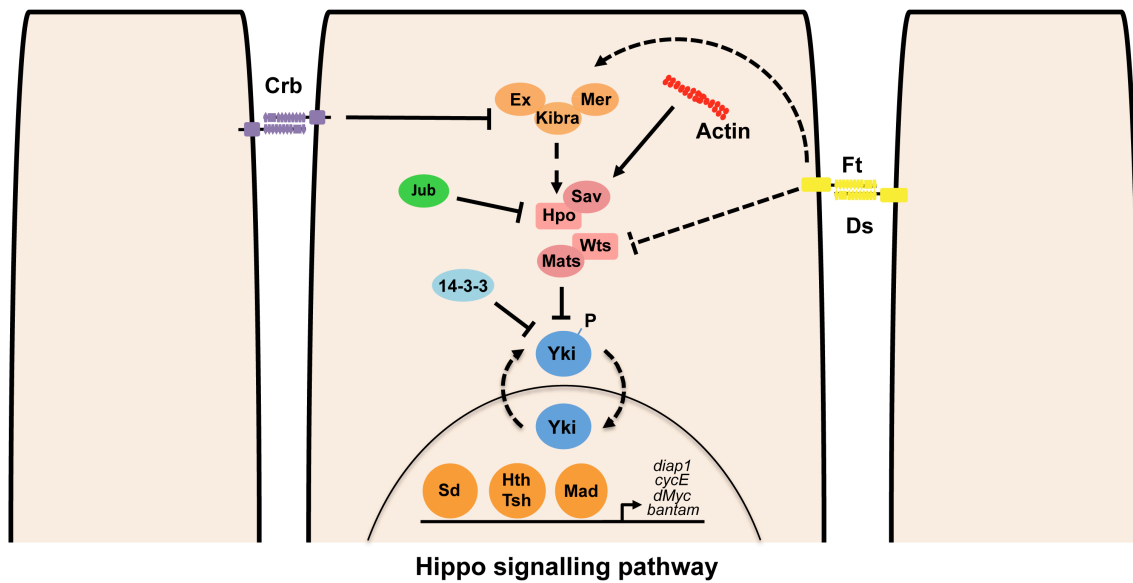 Crb
Ex
Mer
Kibra
Actin
Ft
Ds
Jub
Sav
Hpo
Wts
Mats
14-3-3
P
Yki
Yki
Sd
Hth
Tsh
Mad
diap1
cycE
dMyc
bantam
Hippo signalling pathway